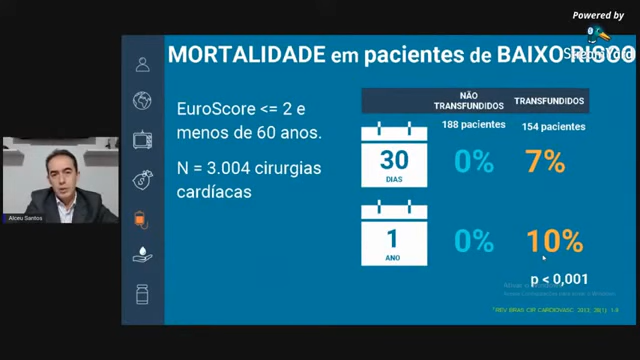 Powered by
MORTALIDADE em pacientes de BAIXO RISCO
EuroScore <= 2 e
menos de 60 anos.
N = 3.004 cirurgias
cardíacas
NÃO
TRANSFUNDIDOS
TRANSFUNDIDOS
188 pacientes
154 pacientes
30
DIAS
0%
7%
1
ANO
0%
10%
p < 0,001
Alceu Santos